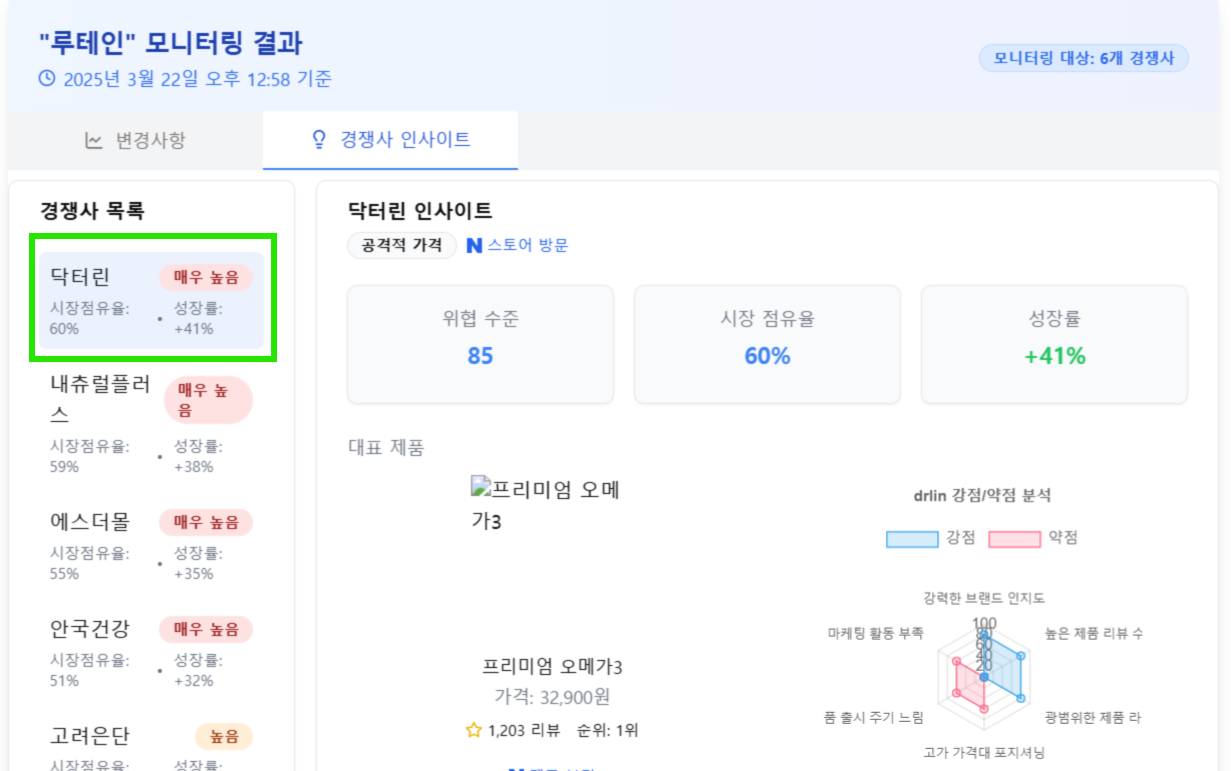 "루테인" 모니터링 결과
2025년 3월 22일 오후 12:58 기준
모니터링 대상: 6개 경쟁사
변경사항
경쟁사 인사이트
경쟁사 목록
닥터린
매우 높음
시장점유율:
60%
•
성장률:
+41%
내츄럴플러
스
매우 높
음
시장점유율:
59%
•
성장률:
+38%
에스더몰
매우 높음
시장점유율:
55%
•
성장률:
+35%
안국건강
매우 높음
시장점유율:
51%
•
성장률:
+32%
고려은단
높음
시장점유율:
성장률:
닥터린 인사이트
공격적 가격
N 스토어 방문
위협 수준
85
시장 점유율
60%
성장률
+41%
대표 제품
프리미엄 오메
가3
프리미엄 오메가3
가격: 32,900원
1,203 리뷰 순위: 1위
drlin 강점/약점 분석
강점
약점
강력한 브랜드 인지도
마케팅 활동 부족
높은 제품 리뷰 수
100
80
60
40
20
품 출시 주기 느림
광범위한 제품 라
고가 가격대 포지셔닝